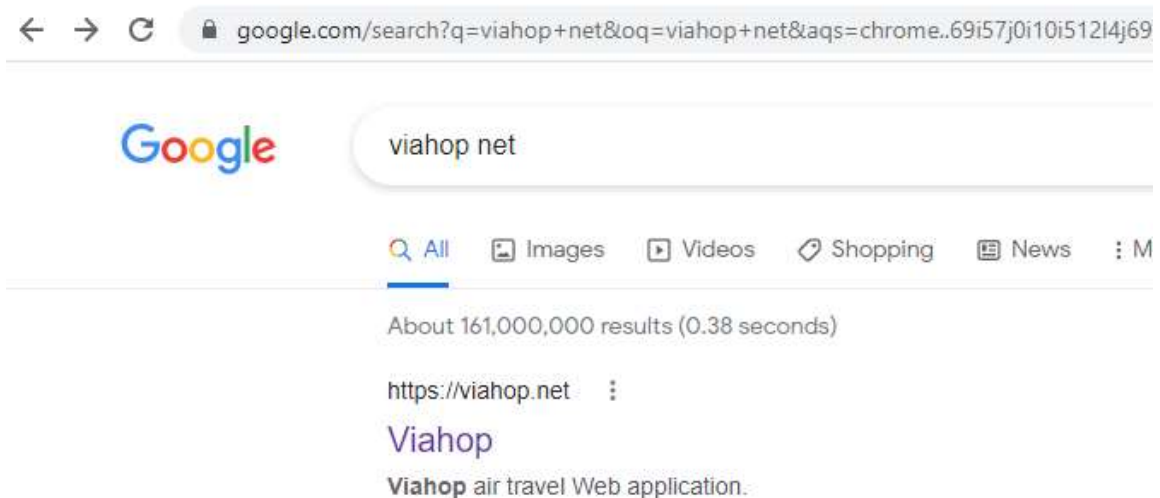 google.com/search?q=viahop+net&oq=viahop+net&aqs=chrome..69i57j0i10i512l4j69
Google
viahop net
All Images Videos Shopping News M
About 161,000,000 results (0.38 seconds)
https://viahop.net
Viahop
Viahop air travel Web application.